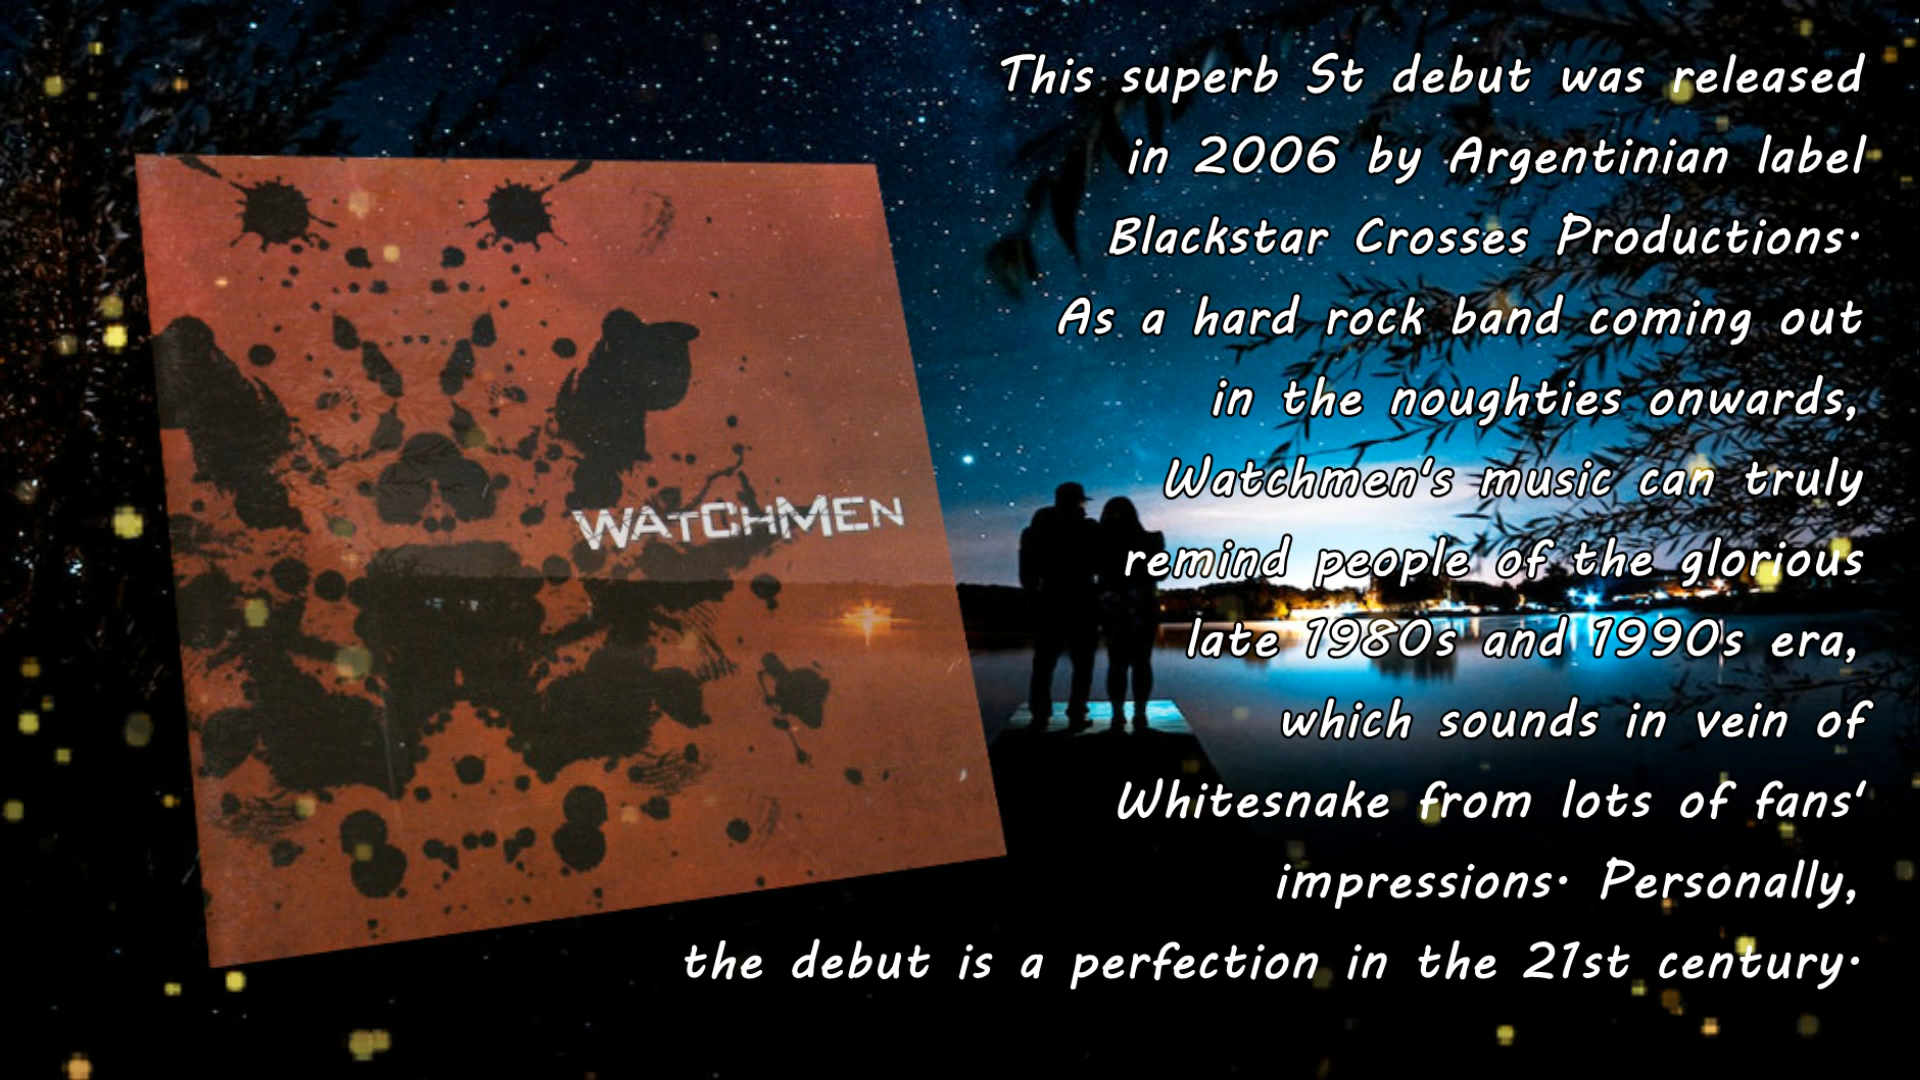 This superb St debut was released
in 2006 by Argentinian label
Blackstar Crosses Productions.
As a hard rock band coming out
in the noughties onwards,
Watchmen's music can truly
remind people of the glorious
late 1980s and 1990s era,
which sounds in vein of
Whitesnake from lots of fans'
impressions. Personally,
the debut is a perfection in the 21st century.
WATCHMEN